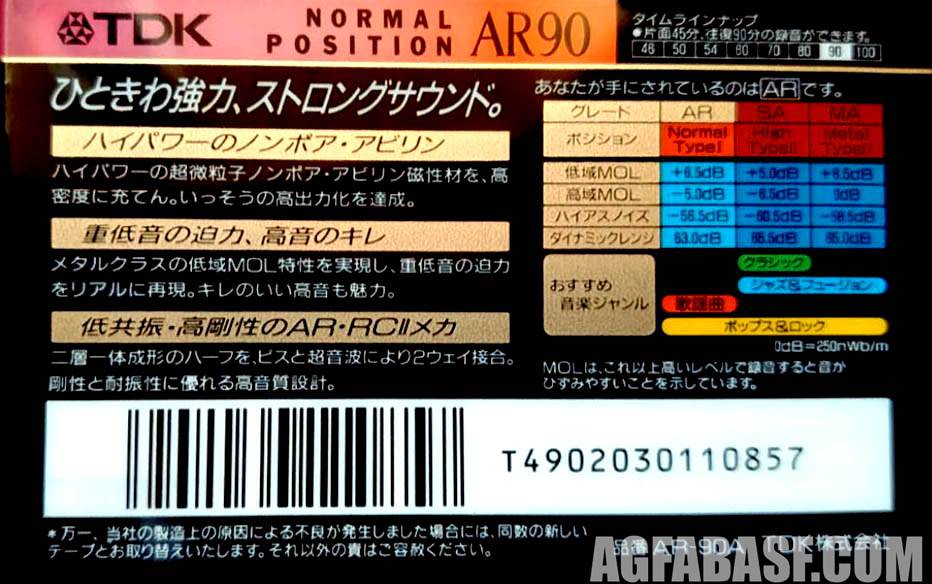 TDK NORMAL POSITION AR90
タイムラインナップ
●片面45分、往復90分の録音ができます。
46 50 54 60 70 80 90 100
ひときわ強力、ストロングサウンド。
ハイパワーのノンポア・アビリン
ハイパワーの超微粒子ノンポア・アビリン磁性材を、高
密度に充てん。いっそうの高出力化を達成。
重低音の迫力、高音のキレ
メタルクラスの低域MOL特性を実現し、重低音の迫力
をリアルに再現。キレのいい高音も魅力。
低共振・高剛性のAR・RCⅡメカ
二層一体成形のハーフを、ビスと超音波により2ウェイ接合。
剛性と耐振性に優れる高音質設計。
あなたが手にされているのはARです。
グレード AR SA MA
ポジション Normal TypeⅠ High TypeⅡ Metal TypeⅣ
低域MOL +6.5dB +5.0dB +6.5dB
高域MOL -5.0dB -6.5dB 0dB
バイアスノイズ -56.5dB -60.5dB -58.5dB
ダイナミックレンジ 63.0dB 65.5dB 65.0dB
おすすめ
音楽ジャンル
クラシック
ジャズ&フュージョン
歌謡曲
ポップス&ロック
0dB=250nWb/m
MOLは、これ以上高いレベルで録音すると音が
ひずみやすいことを示しています。
T4902030110857
*万一、当社の製造上の原因による不良が発生しました場合には、同数の新しい
テープとお取り替えいたします。それ以外の責はご容赦ください。
品番 AR-90A TDK株式会社
AGFABASF.COM